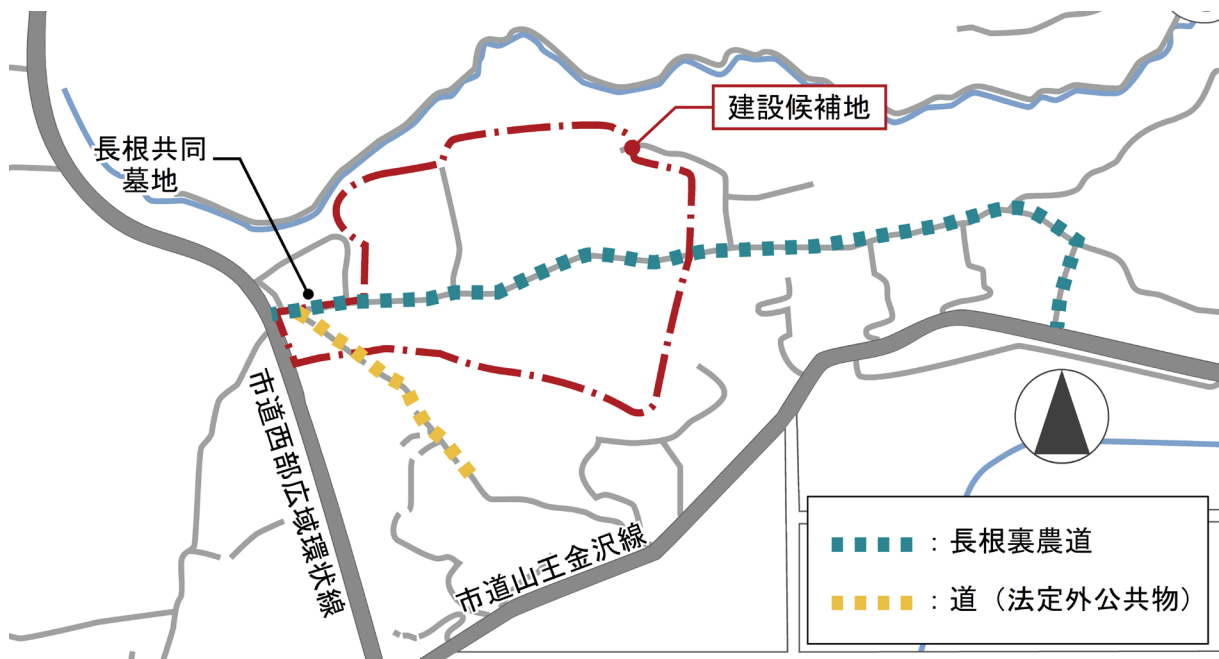 建設候補地
長根共同
墓地
市道西部広域環状線
市道山王金沢線
：長根裏農道
：道（法定外公共物）